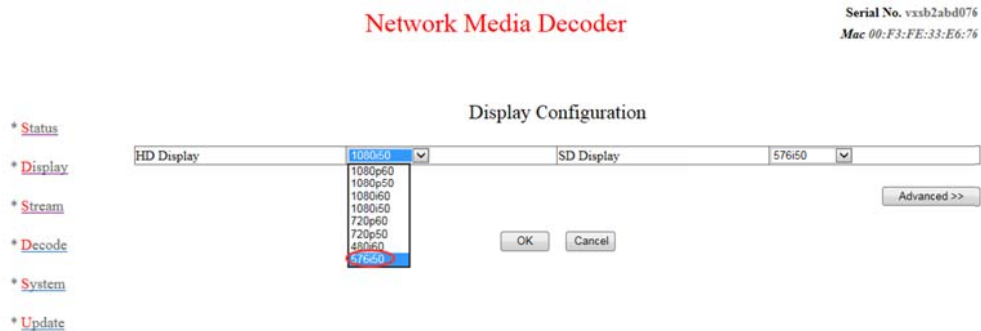 Network Media Decoder
Serial No. vxsb2abd076
Mac 00:F3:FE:33:E6:76
Display Configuration
* Status
* Display
* Stream
* Decode
* System
* Update
HD Display
1080i50
SD Display
576i50
1080p60
1080p50
1080i60
1080i50
720p60
720p50
480i60
576i50
Advanced >>
OK
Cancel